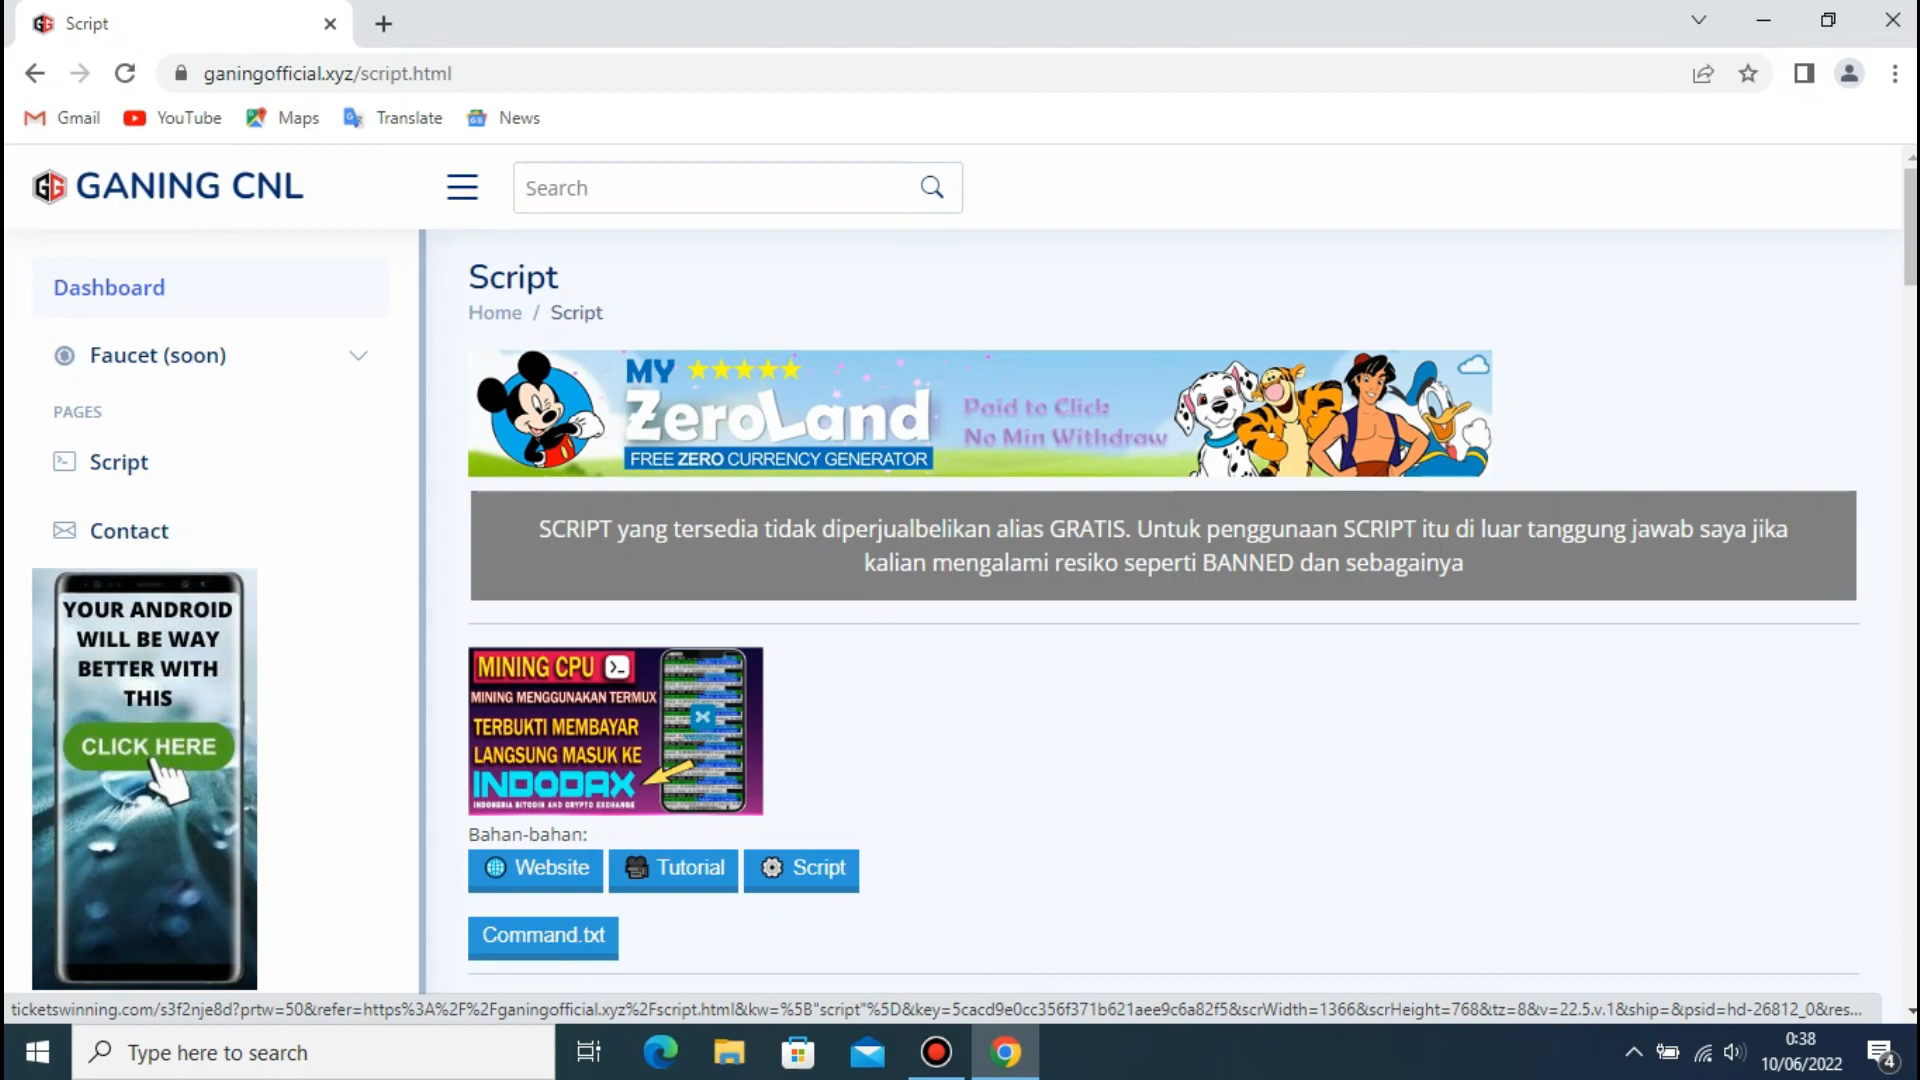 Script
ganingofficial.xyz/script.html
Gmail
YouTube
Maps
Translate
News
GANING CNL
Search
Dashboard
Faucet (soon)
PAGES
Script
Contact
YOUR ANDROID
WILL BE WAY
BETTER WITH
THIS
CLICK HERE
Script
Home / Script
MY
ZeroLand
FREE ZERO CURRENCY GENERATOR
Paid to Click
No Min Withdraw
SCRIPT yang tersedia tidak diperjualbelikan alias GRATIS. Untuk penggunaan SCRIPT itu di luar tanggung jawab saya jika
kalian mengalami resiko seperti BANNED dan sebagainya
MINING CPU
MINING MENGGUNAKAN TERMUX
TERBUKTI MEMBAYAR
LANGSUNG MASUK KE
INDODAX
INDONESIA BITCOIN AND CRYPTO EXCHANGE
Bahan-bahan:
Website
Tutorial
Script
Command.txt
ticketswinning.com/s3f2nje8d?prtw=50&refer=https%3A%2F%2Fganingofficial.xyz%2Fscript.html&kw=%5B"script"%5D&key=5cacd9e0cc356f371b621aee9c6a82f5&scrWidth=1366&scrHeight=768&tz=8&v=22.5.v.1&ship=&psid=hd-26812_0&res...
Type here to search
0:38
10/06/2022
4